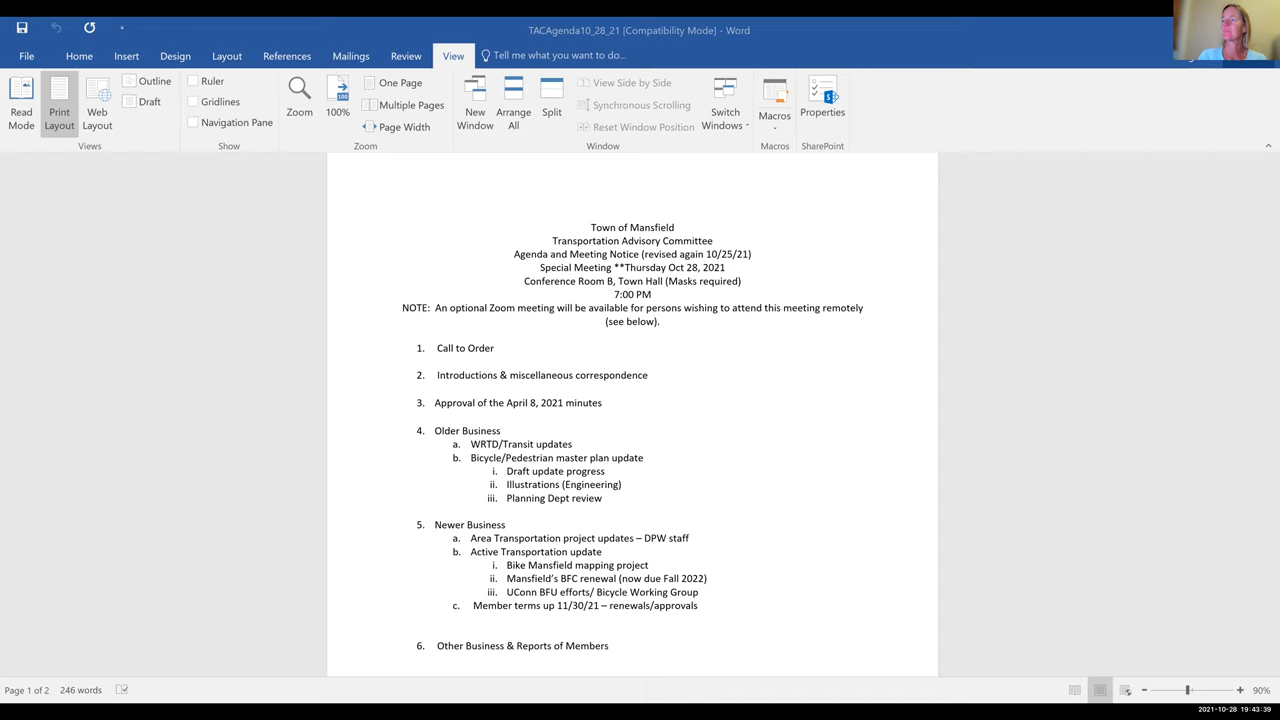 TACAgenda10_28_21 [Compatibility Mode] - Word
File Home Insert Design Layout References Mailings Review View Tell me what you want to do...
Read Mode
Print Layout
Web Layout
Outline
Draft
Views
Ruler
Gridlines
Navigation Pane
Show
Zoom
100
100%
One Page
Multiple Pages
Page Width
Zoom
New Window
Arrange All
Split
View Side by Side
Synchronous Scrolling
Reset Window Position
Switch Windows
Window
Macros
Macros
Properties
SharePoint
Town of Mansfield
Transportation Advisory Committee
Agenda and Meeting Notice (revised again 10/25/21)
Special Meeting **Thursday Oct 28, 2021
Conference Room B, Town Hall (Masks required)
7:00 PM
NOTE: An optional Zoom meeting will be available for persons wishing to attend this meeting remotely
(see below).
1. Call to Order
2. Introductions & miscellaneous correspondence
3. Approval of the April 8, 2021 minutes
4. Older Business
a. WRTD/Transit updates
b. Bicycle/Pedestrian master plan update
i. Draft update progress
ii. Illustrations (Engineering)
iii. Planning Dept review
5. Newer Business
a. Area Transportation project updates – DPW staff
b. Active Transportation update
i. Bike Mansfield mapping project
ii. Mansfield's BFC renewal (now due Fall 2022)
iii. UConn BFU efforts/ Bicycle Working Group
c. Member terms up 11/30/21 – renewals/approvals
6. Other Business & Reports of Members
Page 1 of 2 246 words 90%
2021-10-28 19:43:39